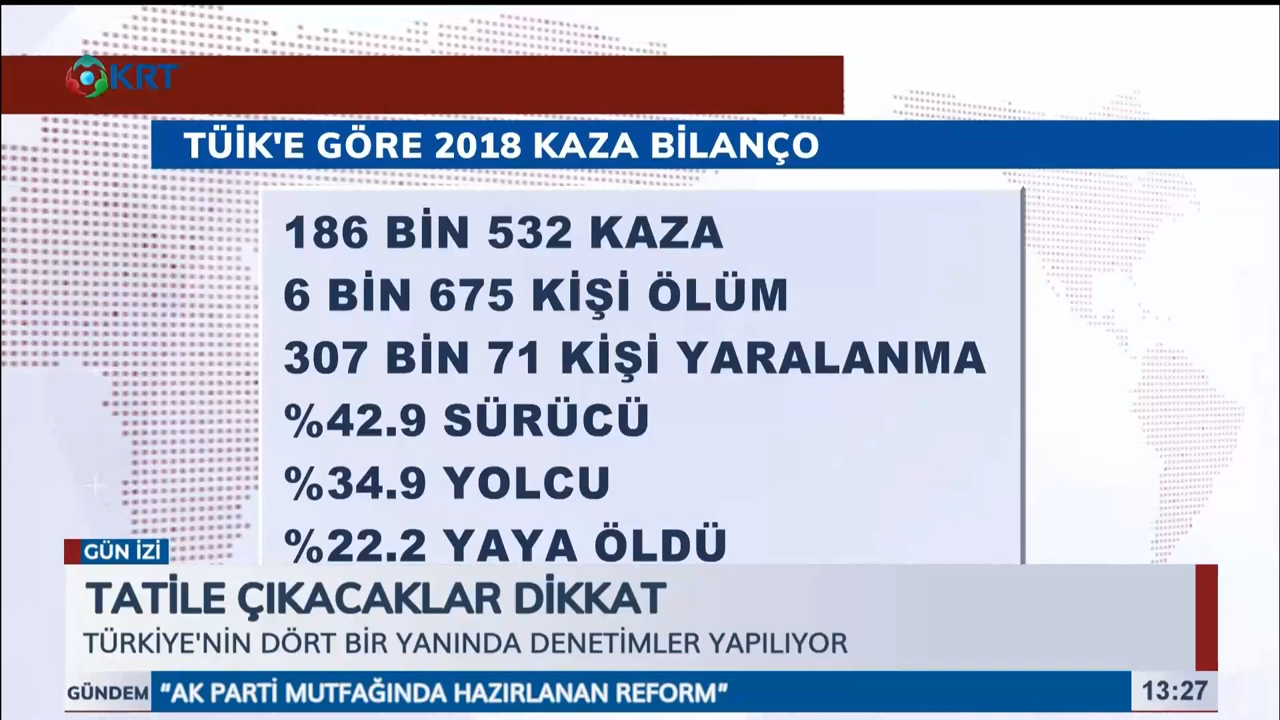 KRT
TÜİK'E GÖRE 2018 KAZA BİLANÇO
186 BİN 532 KAZA
6 BİN 675 KİŞİ ÖLÜM
307 BİN 71 KİŞİ YARALANMA
%42.9 SÜRÜCÜ
%34.9 YOLCU
%22.2 YAYA ÖLDÜ
GÜN İZİ
TATİLE ÇIKACAKLAR DİKKAT
TÜRKİYE'NİN DÖRT BİR YANINDA DENETİMLER YAPILIYOR
GÜNDEM "AK PARTİ MUTFAĞINDA HAZIRLANAN REFORM" 13:27